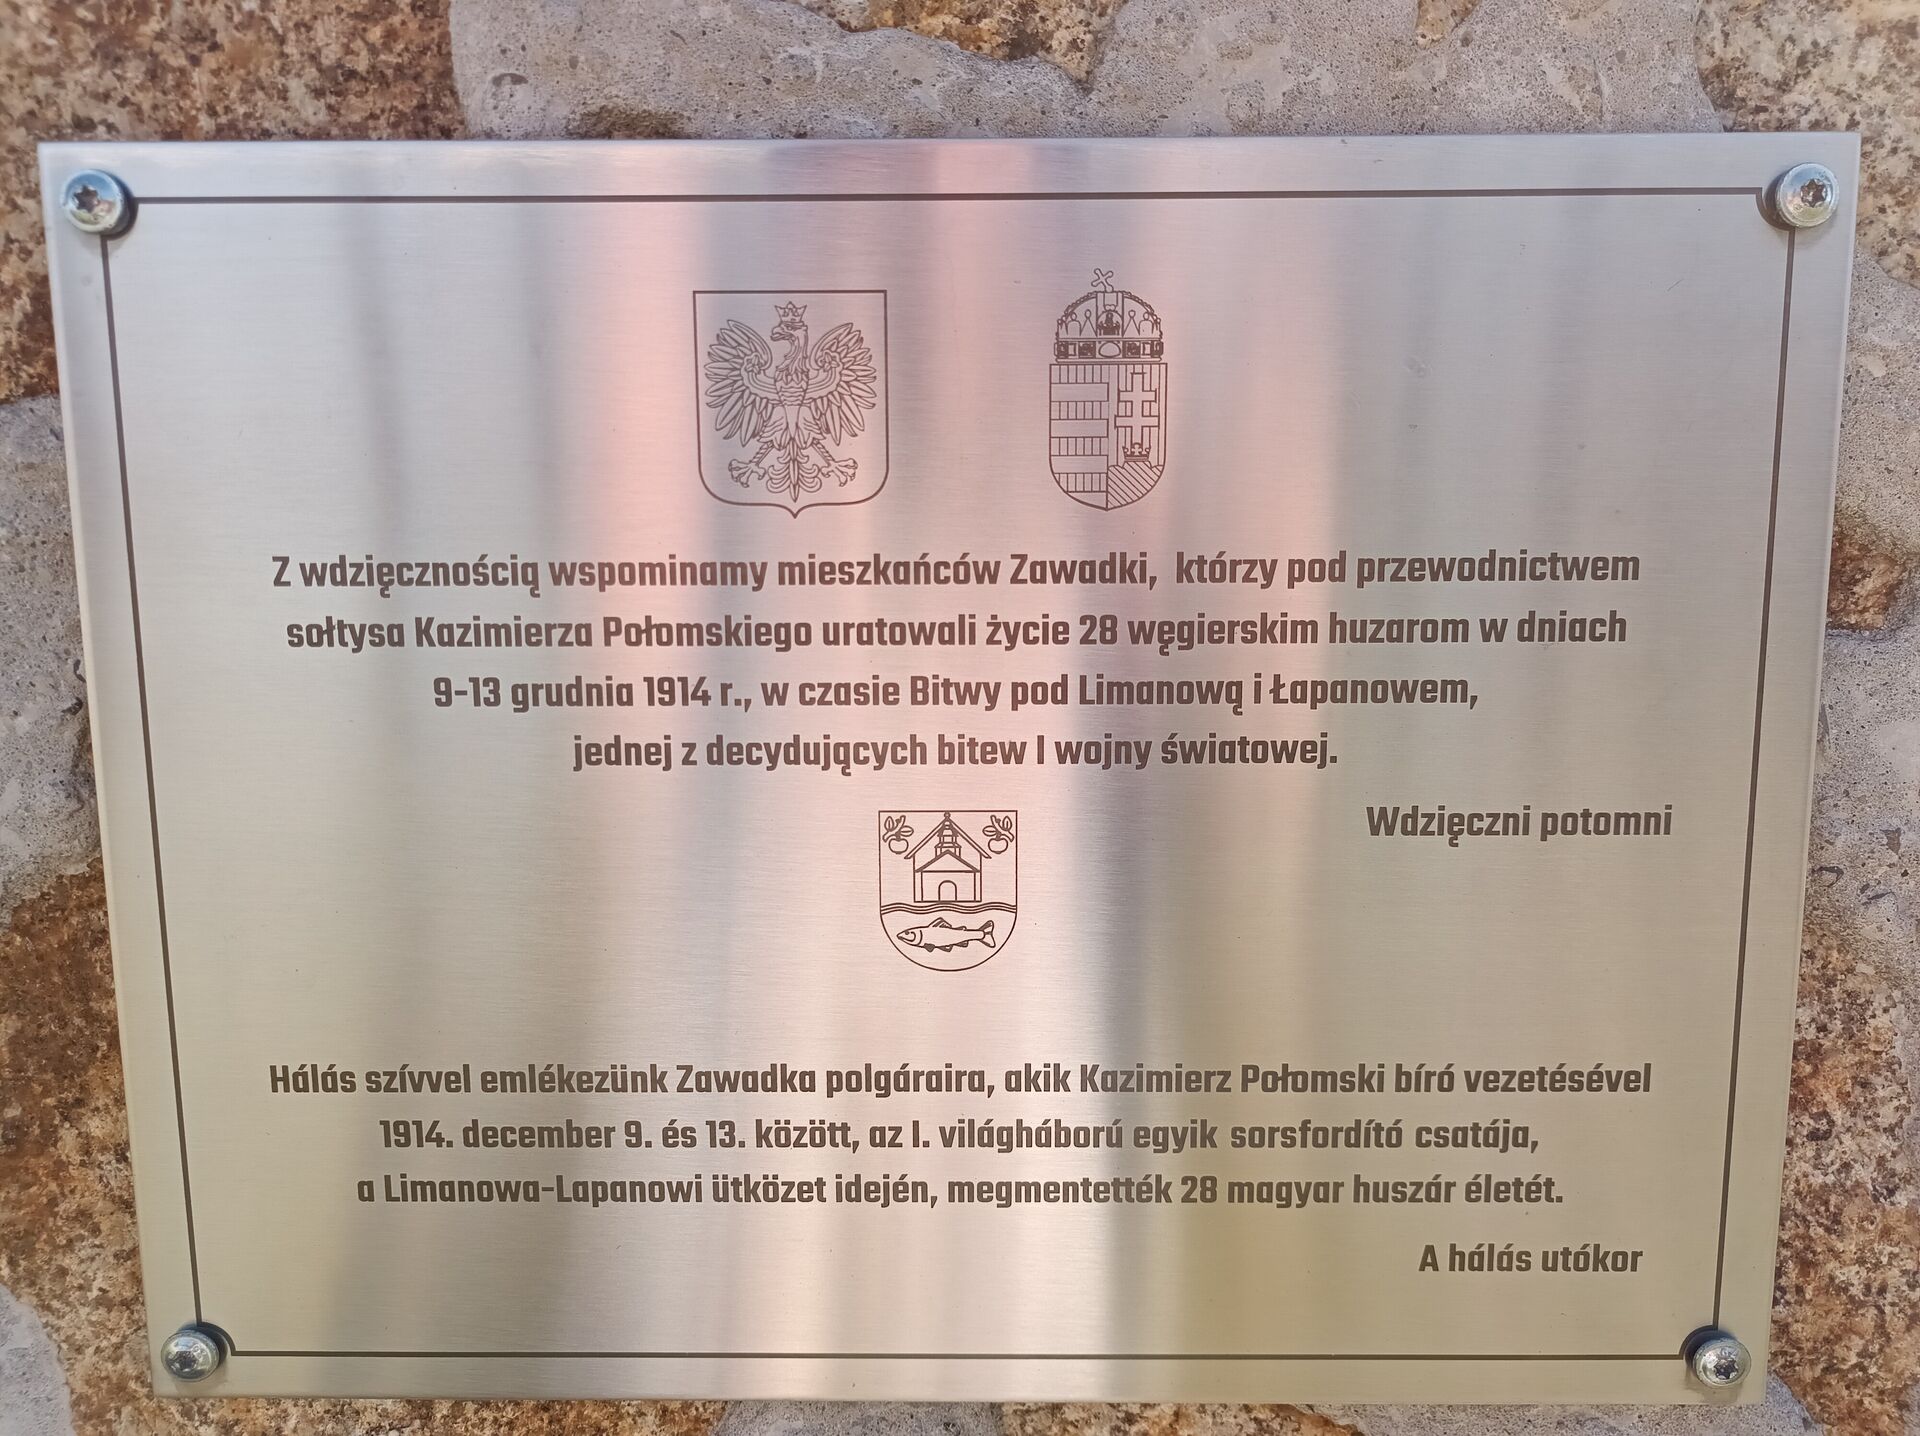 Z wdzięcznością wspominamy mieszkańców Zawadki, którzy pod przewodnictwem
sołtysa Kazimierza Połomskiego uratowali życie 28 węgierskim huzarom w dniach
9-13 grudnia 1914 r., w czasie Bitwy pod Limanową i Łapanowem,
jednej z decydujących bitew I wojny światowej.
Wdzięczni potomni
Hálás szívvel emlékezünk Zawadka polgáraira, akik Kazimierz Połomski bíró vezetésével
1914. december 9. és 13. között, az I. világháború egyik sorsfordító csatája,
a Limanowa-Lapanowi ütközet idején, megmentették 28 magyar huszár életét.
A hálás utókor